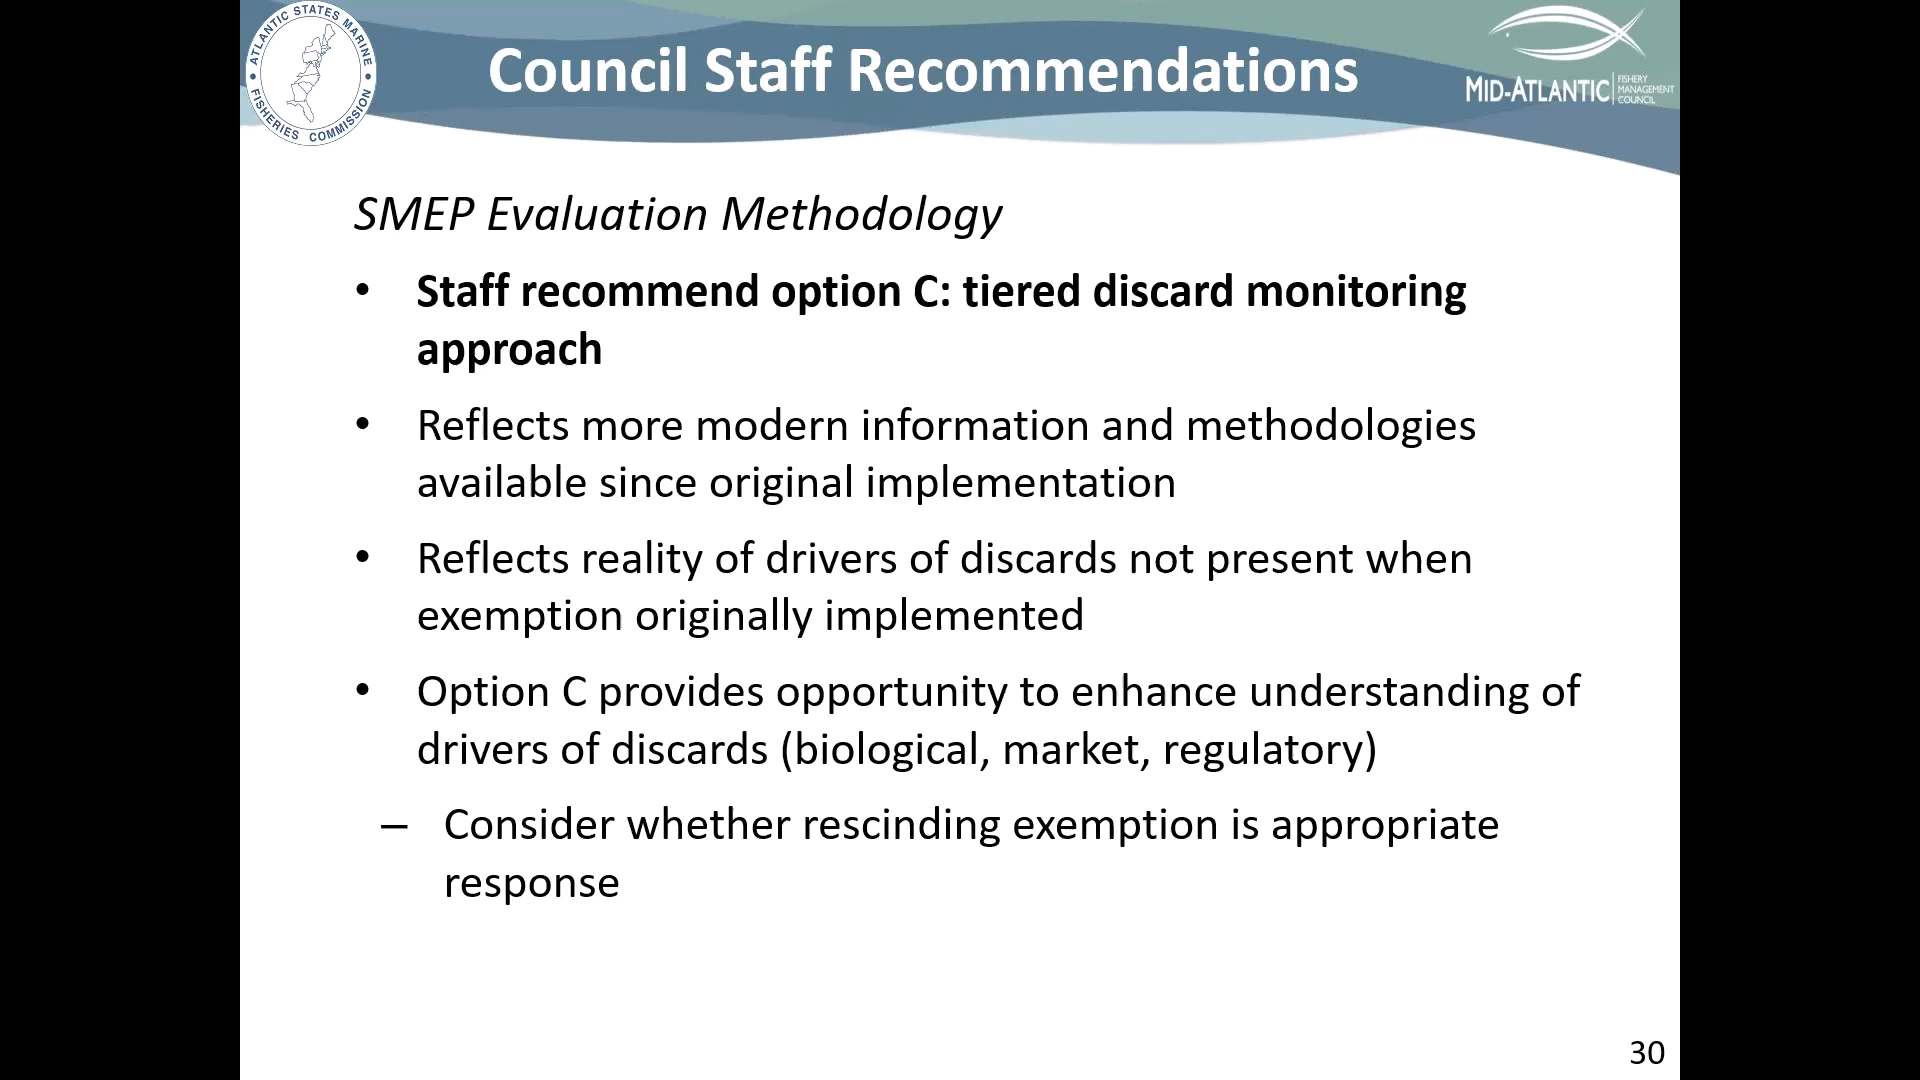 ATLANTIC STATES MARINE
FISHERIES COMMISSION
Council Staff Recommendations
MID-ATLANTIC
FISHERY
MANAGEMENT
COUNCIL
SMEP Evaluation Methodology
• Staff recommend option C: tiered discard monitoring
approach
• Reflects more modern information and methodologies
available since original implementation
• Reflects reality of drivers of discards not present when
exemption originally implemented
• Option C provides opportunity to enhance understanding of
drivers of discards (biological, market, regulatory)
– Consider whether rescinding exemption is appropriate
response
30